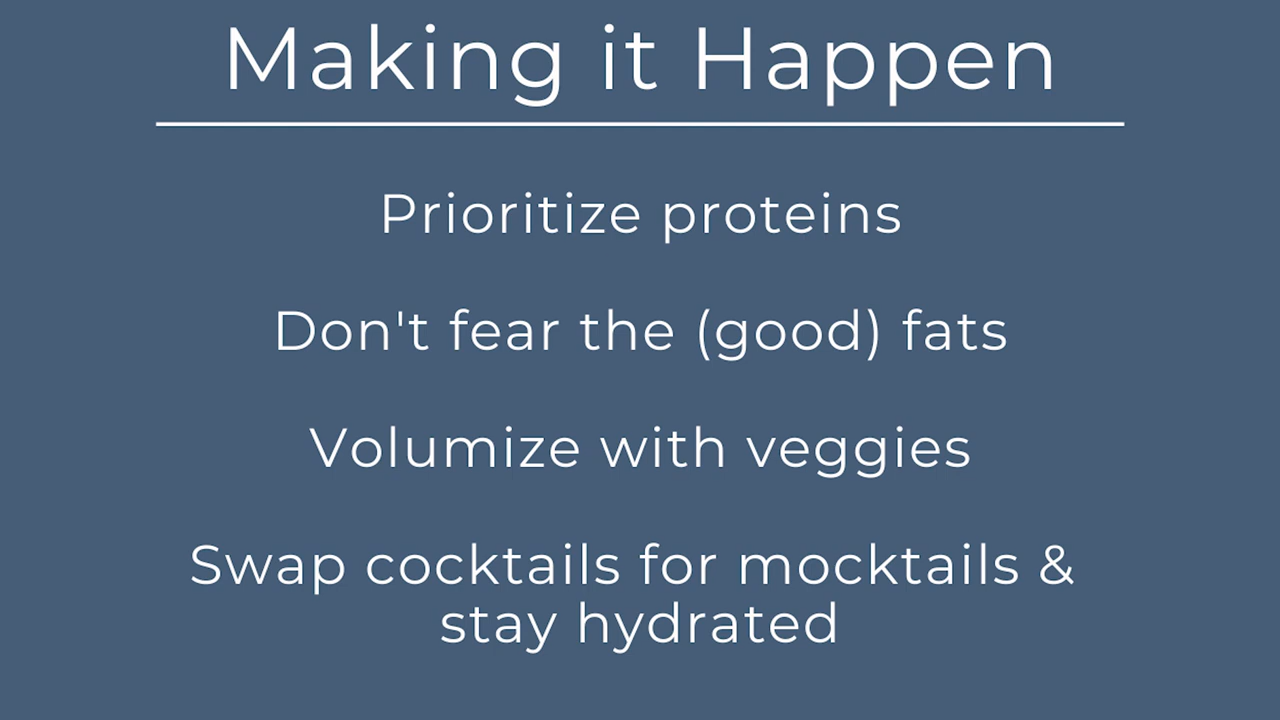 Making it Happen
Prioritize proteins
Don't fear the (good) fats
Volumize with veggies
Swap cocktails for mocktails &
stay hydrated